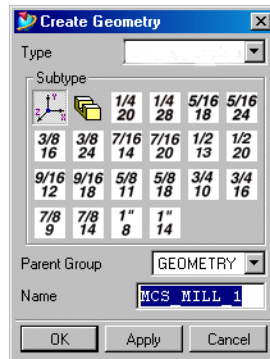 Create Geometry
Type
Subtype
Y
Z X
1/4 20 1/4 28 5/16 18 5/16 24
3/8 16 3/8 24 7/16 14 7/16 20 1/2 13 1/2 20
9/16 12 9/16 18 5/8 11 5/8 18 3/4 10 3/4 16
7/8 9 7/8 14 1" 8 1" 14
Parent Group GEOMETRY
Name MCS_MILL_1
OK Apply Cancel